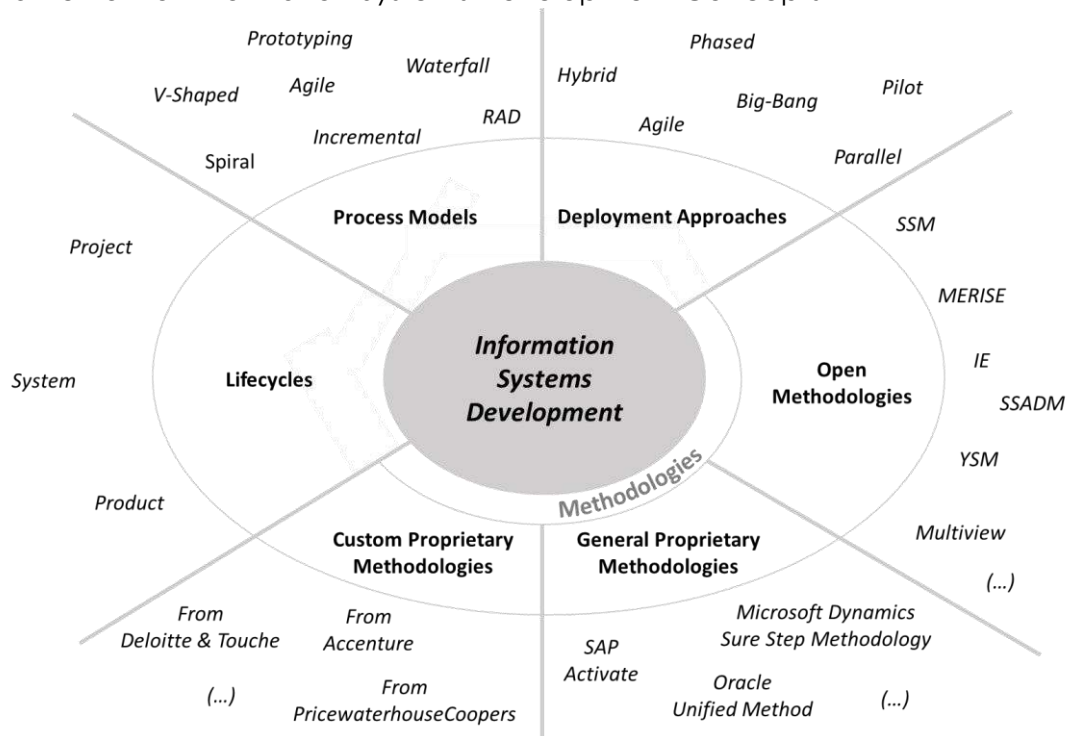 Prototyping
Phased
Waterfall
Hybrid
V-Shaped
Agile
Big-Bang
Pilot
RAD
Agile
Incremental
Spiral
Parallel
Process Models
Deployment Approaches
SSM
Project
MERISE
Information
Systems
Development
IE
System
Lifecycles
Open
Methodologies
SSADM
YSM
Methodologies
Product
Multiview
Custom Proprietary
Methodologies
General Proprietary
Methodologies
(...)
From
Deloitte & Touche
From
Accenture
Microsoft Dynamics
Sure Step Methodology
SAP
Activate
(...)
From
PricewaterhouseCoopers
Oracle
Unified Method
(...)